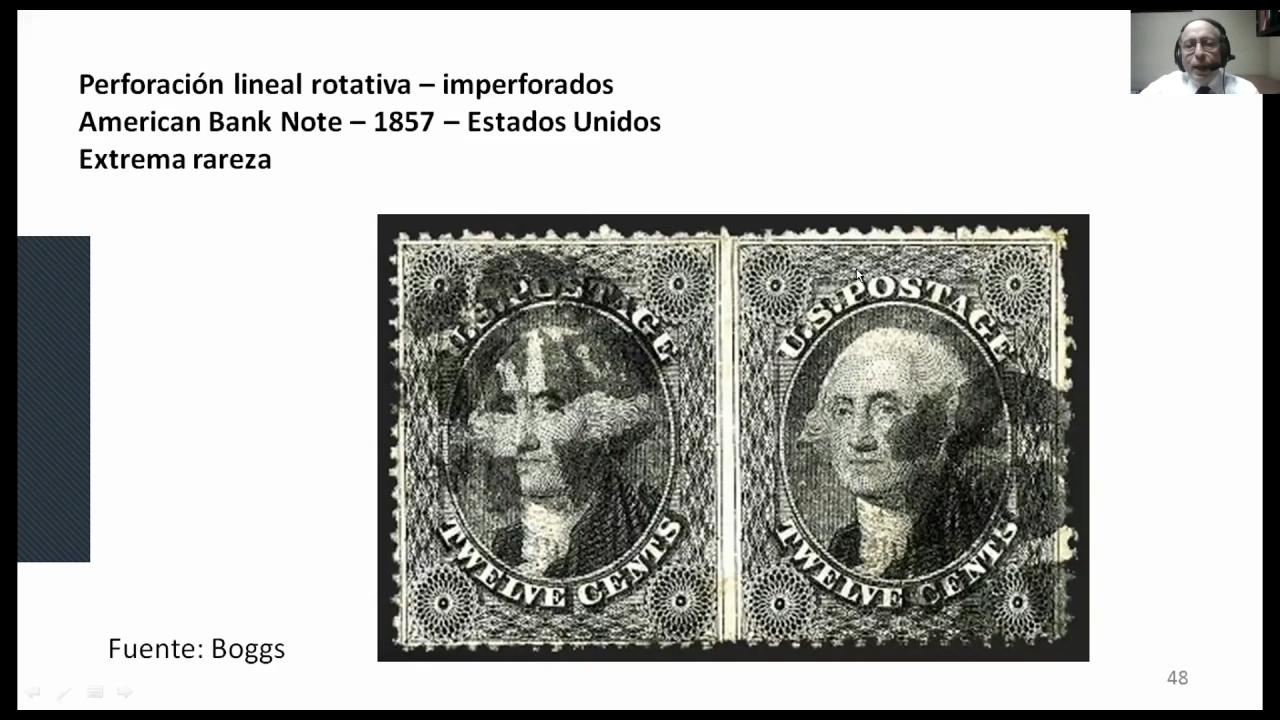 Perforación lineal rotativa – imperforados
American Bank Note – 1857 – Estados Unidos
Extrema rareza
U.S.POSTAGE
U.S.POSTAGE
TWELVE CENTS
TWELVE CENTS
Fuente: Boggs
48